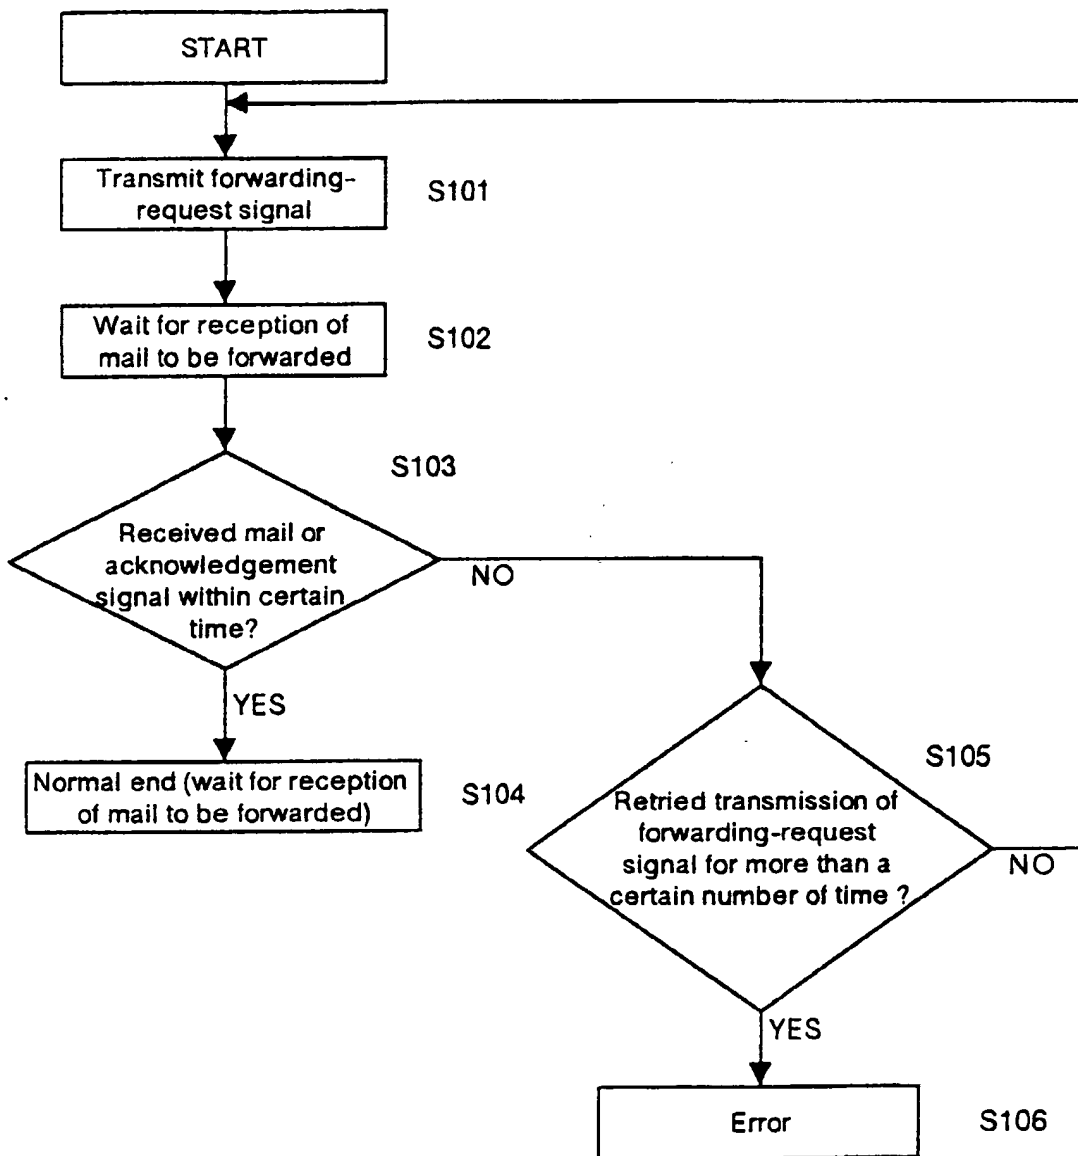 START
Transmit forwarding-
request signal
S101
Wait for reception of
mail to be forwarded
S102
S103
Received mail or
acknowledgement
signal within certain
time?
NO
YES
Normal end (wait for reception
of mail to be forwarded)
S104
S105
Retried transmission of
forwarding-request
signal for more than a
certain number of time ?
NO
YES
Error
S106